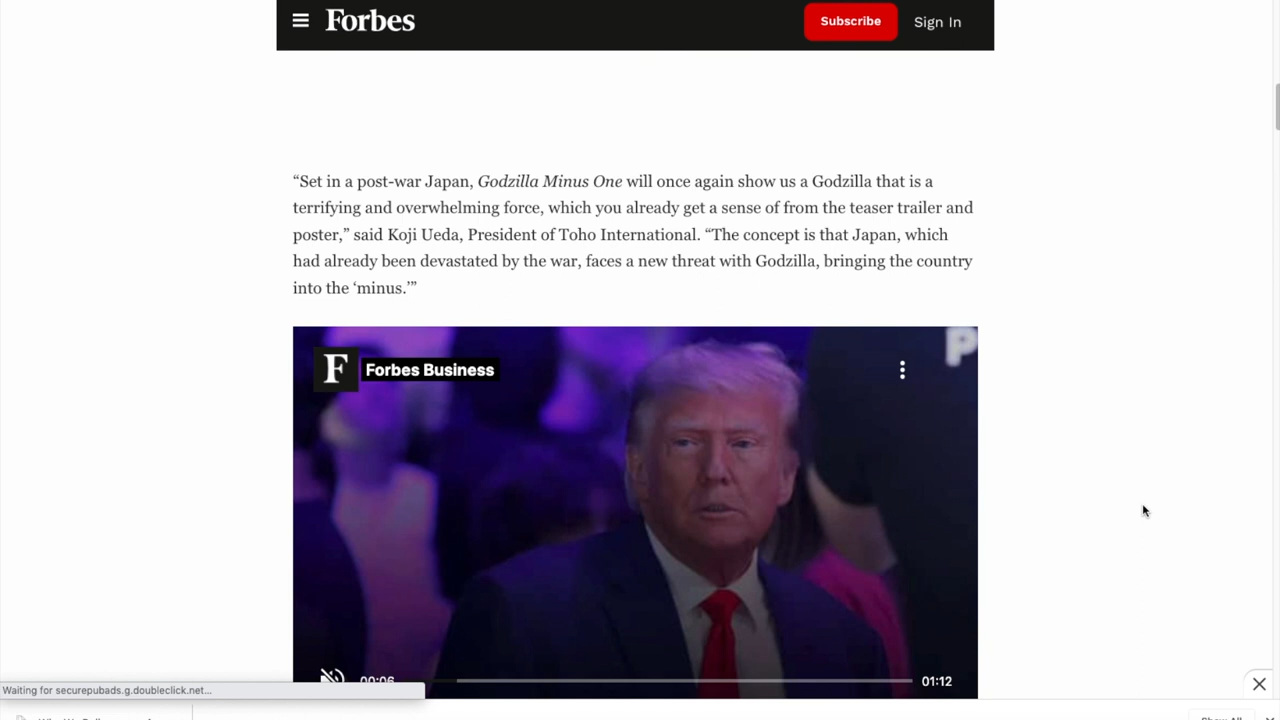 Forbes
Subscribe
Sign In
“Set in a post-war Japan, Godzilla Minus One will once again show us a Godzilla that is a
terrifying and overwhelming force, which you already get a sense of from the teaser trailer and
poster,” said Koji Ueda, President of Toho International. “The concept is that Japan, which
had already been devastated by the war, faces a new threat with Godzilla, bringing the country
into the ‘minus.’”
F
Forbes Business
P
00:06
01:12
Waiting for securepubads.g.doubleclick.net...
Show All